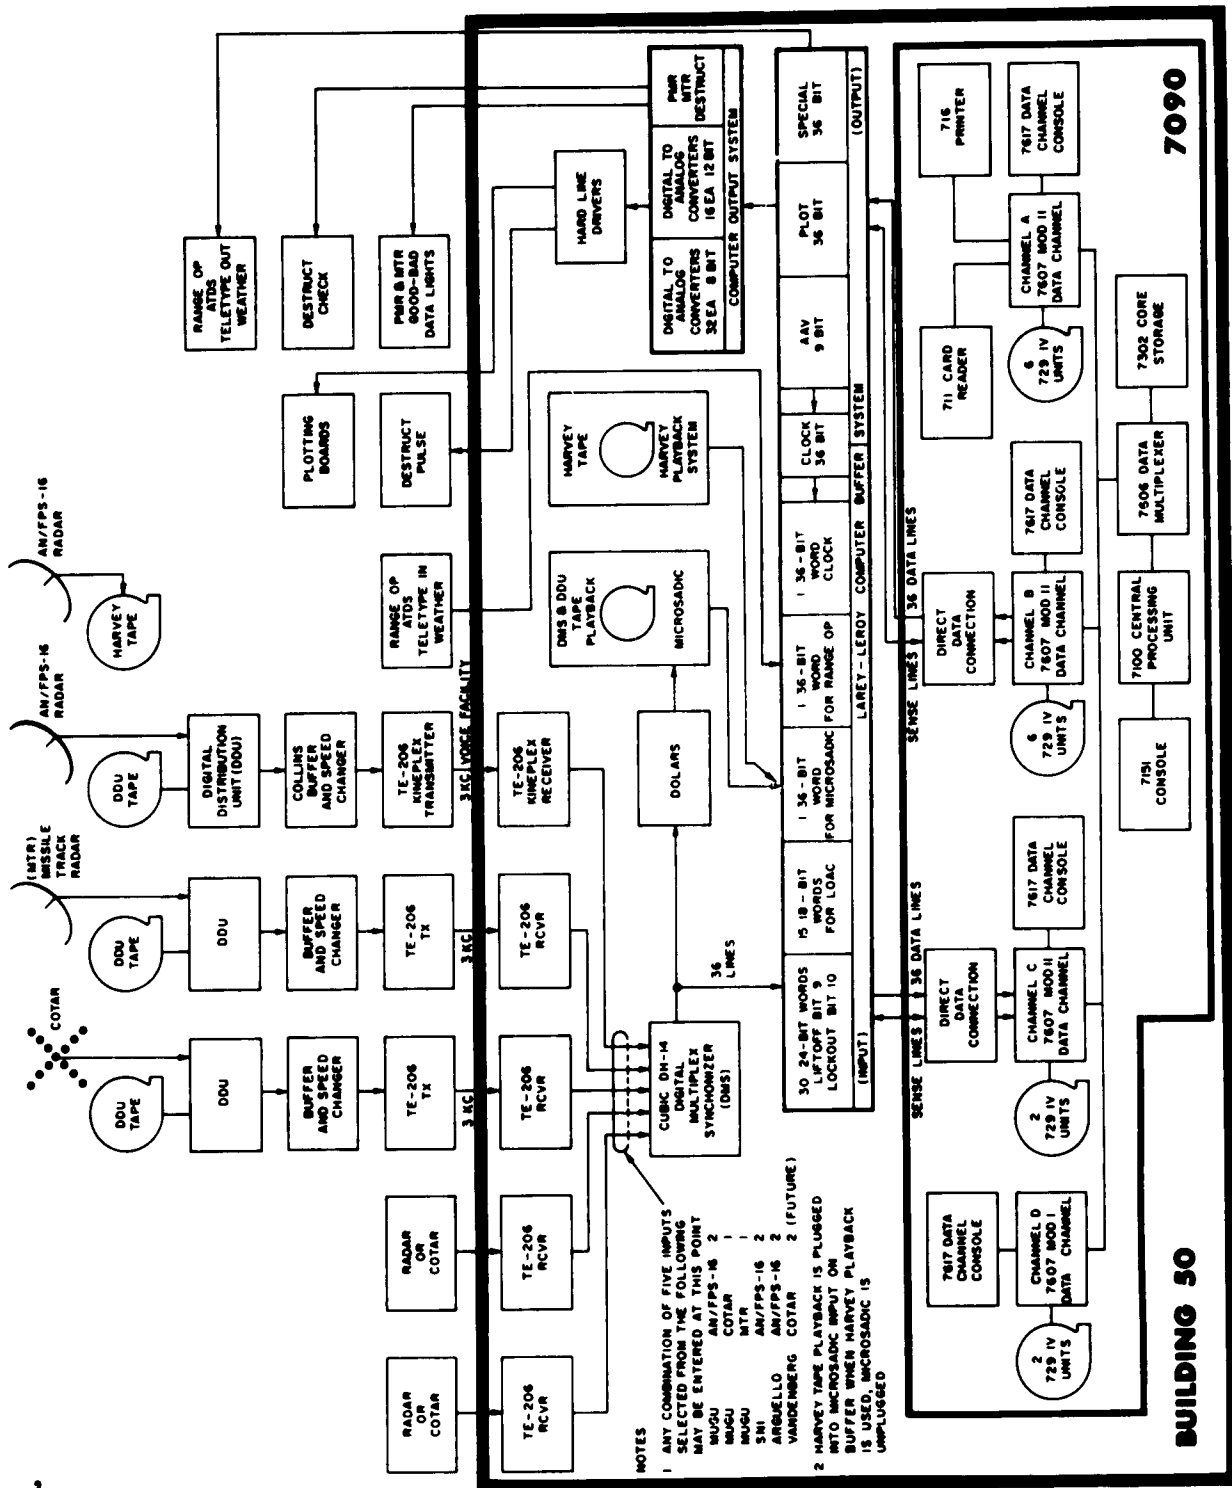 COTAR
(MTR)
MISSILE
TRACK
RADAR
AN/FPS-16
RADAR
AN/FPS-16
RADAR
DDU
TAPE
DDU
TAPE
DDU
TAPE
HARVEY
TAPE
DDU
DDU
DIGITAL
DISTRIBUTION
UNIT (DDU)
RANGE OP
ATDS
TELETYPE OUT
WEATHER
BUFFER
AND SPEED
CHANGER
BUFFER
AND SPEED
CHANGER
COLLINS
BUFFER
AND SPEED
CHANGER
PLOTTING
BOARDS
DESTRUCT
CHECK
RADAR
OR
COTAR
RADAR
OR
COTAR
TE-206
TX
TE-206
TX
TE-206
KINEPLEX
TRANSMITTER
RANGE OP
ATDS
TELETYPE IN
WEATHER
DESTRUCT
PULSE
PMR & MTR
GOOD-BAD
DATA LIGHTS
3 KC
3 KC
3 KC VOICE FACILITY
TE-206
RCVR
TE-206
RCVR
TE-206
RCVR
TE-206
RCVR
TE-206
KINEPLEX
RECEIVER
DMS & DDU
TAPE
PLAYBACK
MICROSADIC
HARVEY
TAPE
HARVEY
PLAYBACK
SYSTEM
HARD LINE
DRIVERS
NOTES
1 ANY COMBINATION OF FIVE INPUTS
SELECTED FROM THE FOLLOWING
MAY BE ENTERED AT THIS POINT
MUGU AN/FPS-16 2
MUGU COTAR 1
MUGU MTR 1
SNI AN/FPS-16 2
ARGUELLO AN/FPS-16 2
VANDENBERG COTAR 2 (FUTURE)
2 HARVEY TAPE PLAYBACK IS PLUGGED
INTO MICROSADIC INPUT ON
BUFFER WHEN HARVEY PLAYBACK
IS USED, MICROSADIC IS
UNPLUGGED
CUBIC DH-14
DIGITAL
MULTIPLEX
SYNCHONIZER
(DMS)
DOLARS
36
LINES
DIGITAL TO
ANALOG
CONVERTERS
32 EA 8 BIT
DIGITAL TO
ANALOG
CONVERTERS
16 EA 12 BIT
PMR
MTR
DESTRUCT
COMPUTER OUTPUT SYSTEM
30 24-BIT WORDS
LIFTOFF BIT 9
LOCKOUT BIT 10
15 18-BIT
WORDS
FOR LOAC
1 36-BIT
WORD
FOR MICROSADIC
1 36-BIT
WORD
FOR RANGE OP
1 36-BIT
WORD
CLOCK
CLOCK
36 BIT
AAV
9 BIT
PLOT
36 BIT
SPECIAL
36 BIT
(INPUT)
LAREY-LEROY COMPUTER BUFFER SYSTEM
(OUTPUT)
SENSE LINES
36 DATA LINES
SENSE LINES
36 DATA LINES
7617 DATA
CHANNEL
CONSOLE
DIRECT
DATA
CONNECTION
DIRECT
DATA
CONNECTION
711 CARD
READER
716
PRINTER
2
729 IV
UNITS
CHANNEL D
7607 MOD I
DATA CHANNEL
2
729 IV
UNITS
CHANNEL C
7607 MOD II
DATA CHANNEL
7617 DATA
CHANNEL
CONSOLE
6
729 IV
UNITS
CHANNEL B
7607 MOD II
DATA CHANNEL
7617 DATA
CHANNEL
CONSOLE
6
729 IV
UNITS
CHANNEL A
7607 MOD II
DATA CHANNEL
7617 DATA
CHANNEL
CONSOLE
7151
CONSOLE
7100 CENTRAL
PROCESSING
UNIT
7606 DATA
MULTIPLEXER
7302 CORE
STORAGE
7090
BUILDING 50